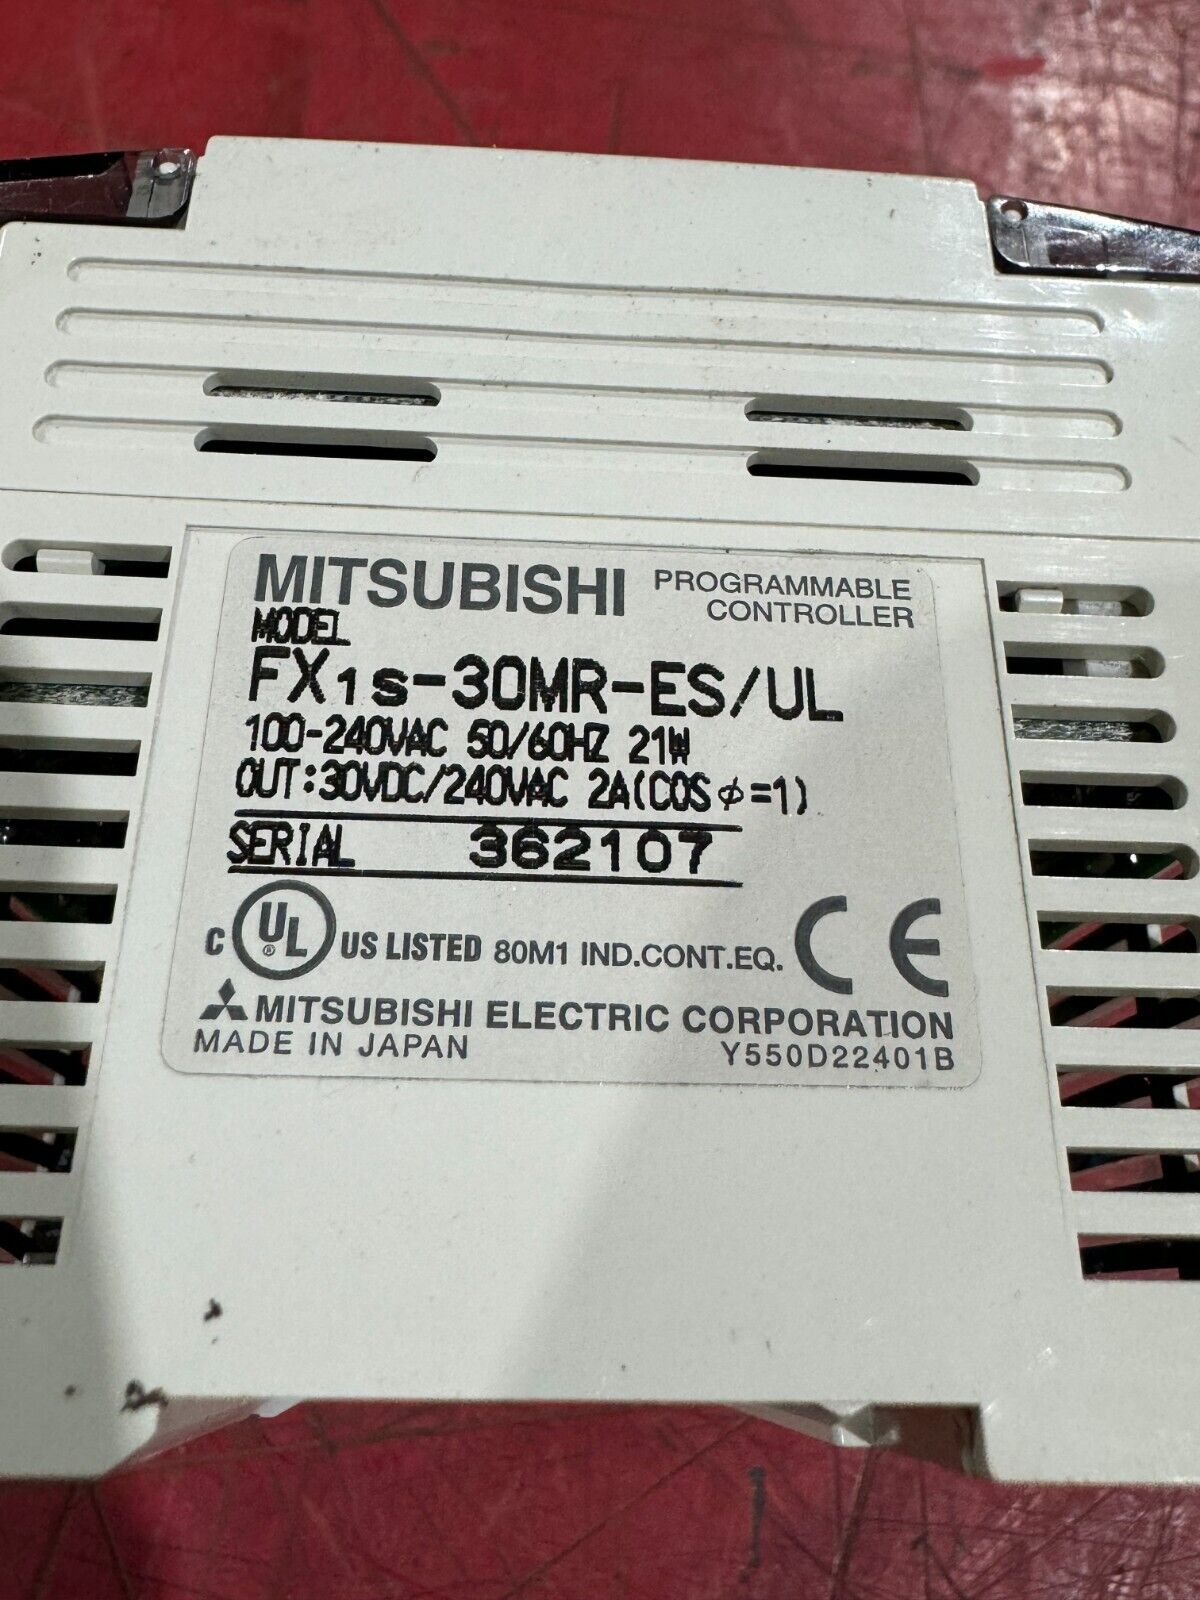 MITSUBISHI PROGRAMMABLE CONTROLLER
MODEL
FX1s-30MR-ES/UL
100-240VAC 50/60HZ 21W
OUT:30VDC/240VAC 2A(COS φ=1)
SERIAL 362107
C UL ® US LISTED 80M1 IND.CONT.EQ. CE
MITSUBISHI ELECTRIC CORPORATION
MADE IN JAPAN Y550D22401B